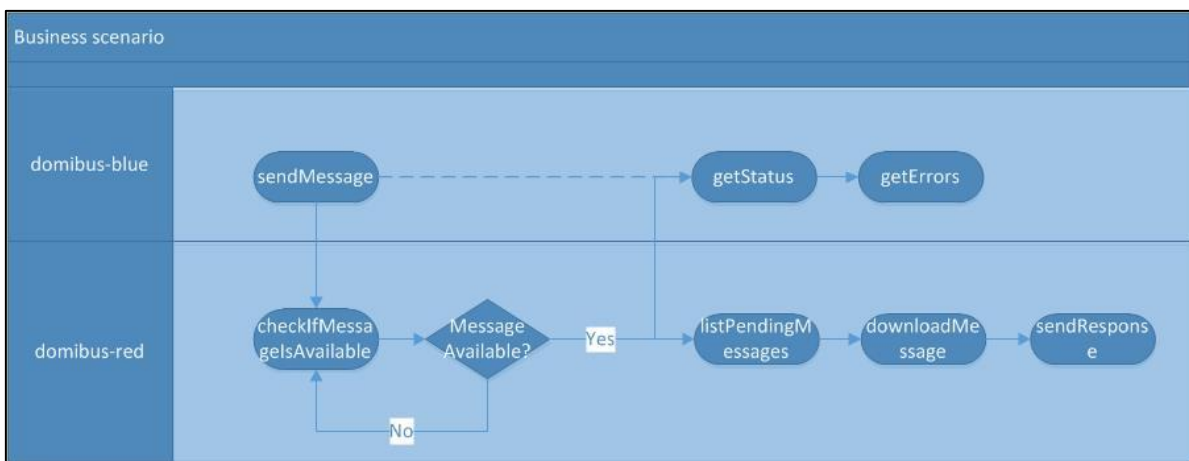 Business scenario
domibus-blue
sendMessage
getStatus
getErrors
domibus-red
checkIfMessa
geIsAvailable
Message
Available?
Yes
listPendingM
essages
downloadMe
ssage
sendRespons
e
No